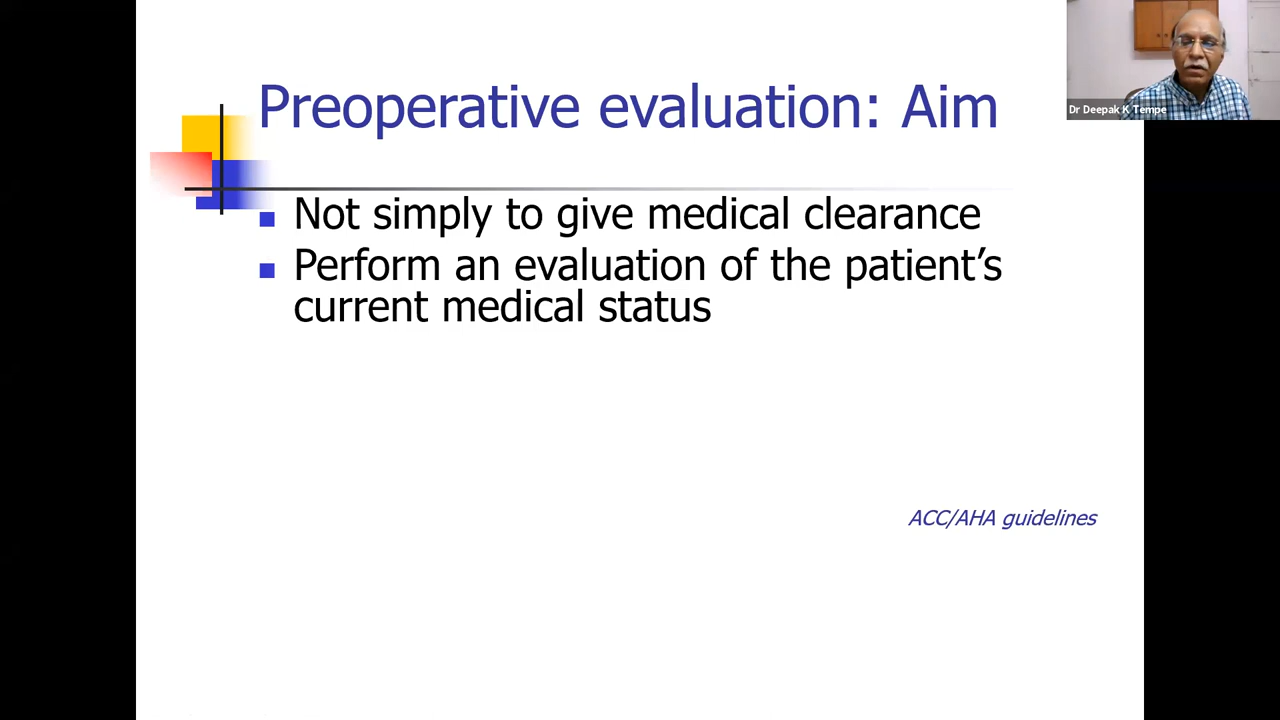 Preoperative evaluation: Aim
Not simply to give medical clearance
Perform an evaluation of the patient’s
current medical status
ACC/AHA guidelines
Dr Deepak K Tempe